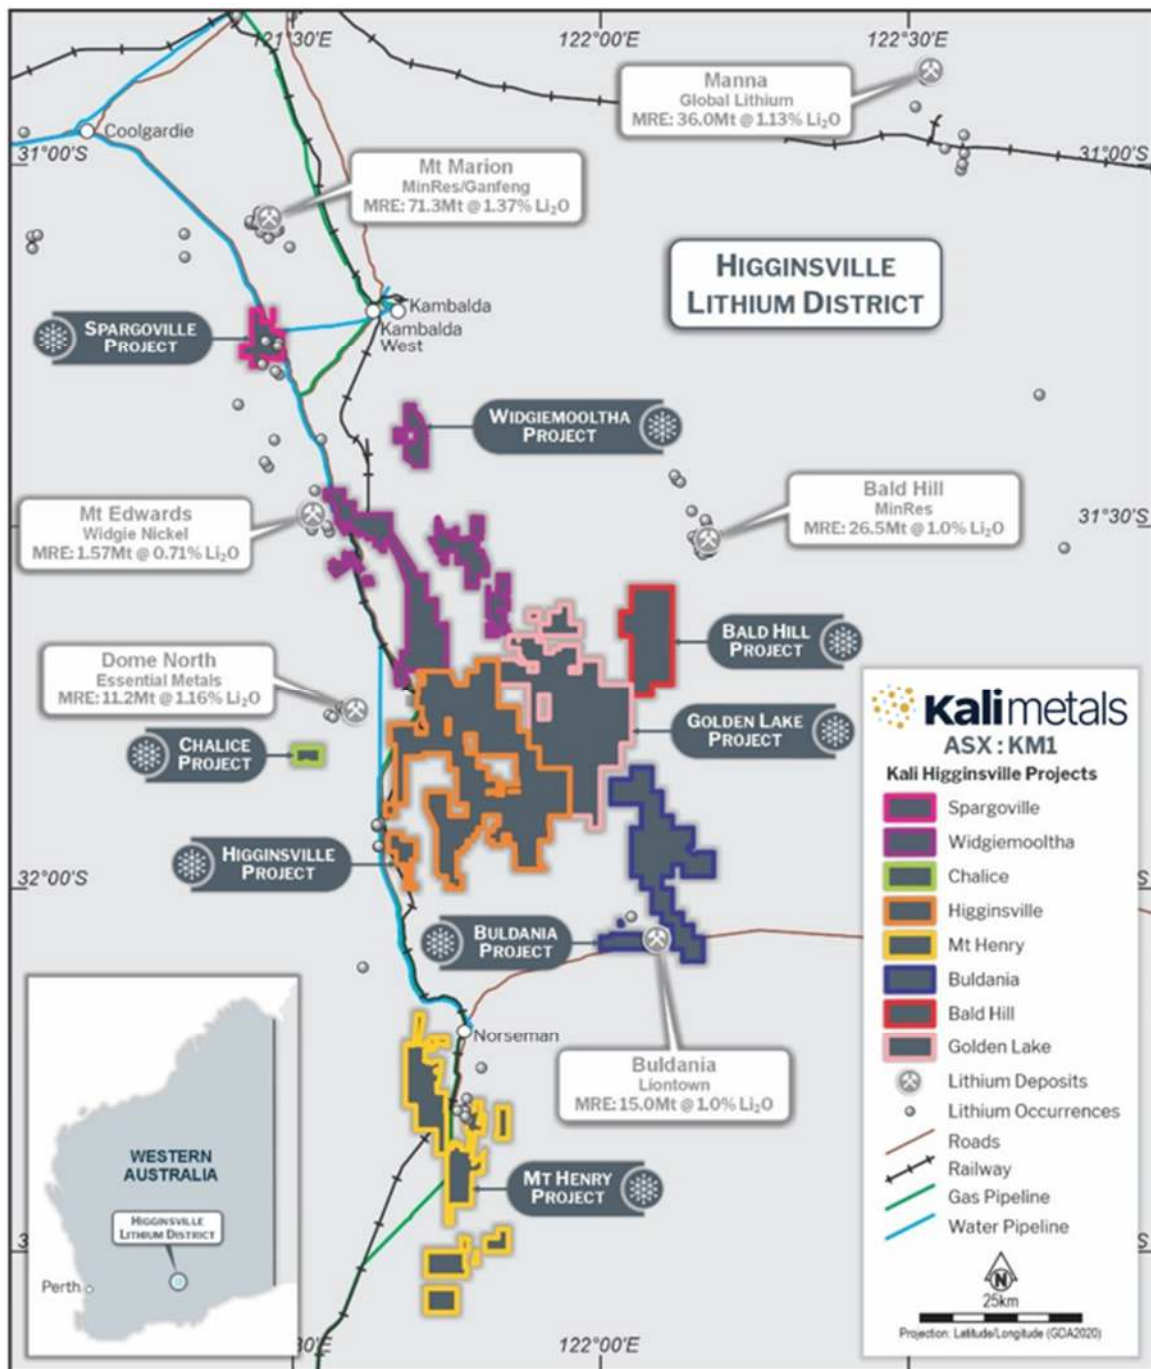 121°30'E
122°00'E
122°30'E
Manna
Global Lithium
MRE: 36.0Mt @ 1.13% Li₂O
Coolgardie
31°00'S
31°00'S
Mt Marion
MinRes/Ganfeng
MRE: 71.3Mt @ 1.37% Li₂O
HIGGINSVILLE
LITHIUM DISTRICT
SPARGOVILLE
PROJECT
Kambalda
Kambalda
West
WIDGIEMOOLTHA
PROJECT
Mt Edwards
Widgie Nickel
MRE: 1.57Mt @ 0.71% Li₂O
Bald Hill
MinRes
MRE: 26.5Mt @ 1.0% Li₂O
31°30'S
BALD HILL
PROJECT
Dome North
Essential Metals
MRE: 11.2Mt @ 1.16% Li₂O
GOLDEN LAKE
PROJECT
CHALICE
PROJECT
HIGGINSVILLE
PROJECT
32°00'S
S
BULDANIA
PROJECT
Norseman
Buldania
Liontown
MRE: 15.0Mt @ 1.0% Li₂O
MT HENRY
PROJECT
3
S
30'E
122°00'E
Kalimetals
ASX : KM1
Kali Higginsville Projects
Spargoville
Widgiemooltha
Chalice
Higginsville
Mt Henry
Buldania
Bald Hill
Golden Lake
Lithium Deposits
Lithium Occurrences
Roads
Railway
Gas Pipeline
Water Pipeline
N
25km
Projection: Latitude/Longitude (GDA2020)
WESTERN
AUSTRALIA
HIGGINSVILLE
LITHIUM DISTRICT
Perth